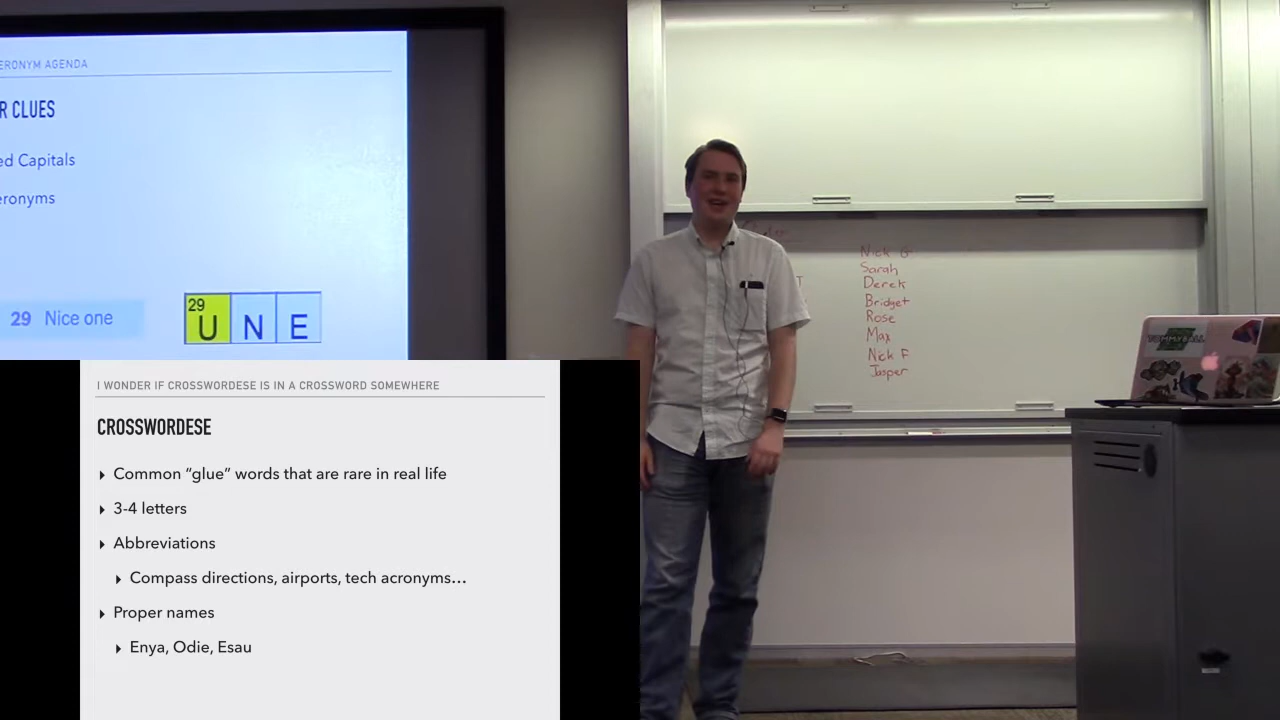 ERONYM AGENDA
R CLUES
ed Capitals
eronyms
29 Nice one
29
U N E
Nick G
Sarah
Derek
Bridget
Rose
Max
Nick F
Jasper
I WONDER IF CROSSWORDESE IS IN A CROSSWORD SOMEWHERE
CROSSWORDESE
Common “glue” words that are rare in real life
3-4 letters
Abbreviations
Compass directions, airports, tech acronyms…
Proper names
Enya, Odie, Esau